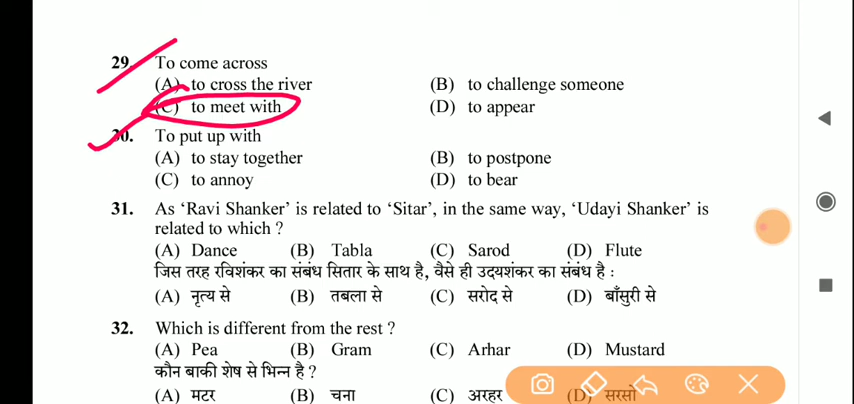 29. To come across
(A) to cross the river (B) to challenge someone
(C) to meet with (D) to appear
30. To put up with
(A) to stay together (B) to postpone
(C) to annoy (D) to bear
31. As ‘Ravi Shanker’ is related to ‘Sitar’, in the same way, ‘Udayi Shanker’ is
related to which ?
(A) Dance (B) Tabla (C) Sarod (D) Flute
जिस तरह रविशंकर का संबंध सितार के साथ है, वैसे ही उदयशंकर का संबंध है :
(A) नृत्य से (B) तबला से (C) सरोद से (D) बाँसुरी से
32. Which is different from the rest ?
(A) Pea (B) Gram (C) Arhar (D) Mustard
कौन बाकी शेष से भिन्न है ?
(A) मटर (B) चना (C) अरहर (D) सरसों